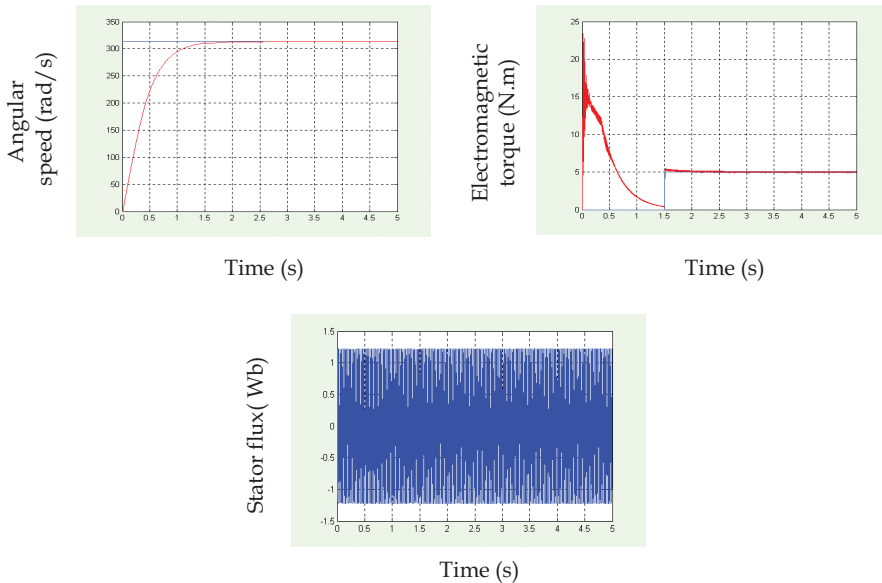 Angular
speed (rad/s)
350
300
250
200
150
100
50
0
0 0.5 1 1.5 2 2.5 3 3.5 4 4.5 5
Time (s)
Electromagnetic
torque (N.m)
25
20
15
10
5
0
0 0.5 1 1.5 2 2.5 3 3.5 4 4.5 5
Time (s)
Stator flux( Wb)
1.5
1
0.5
0
-0.5
-1
-1.5
0 0.5 1 1.5 2 2.5 3 3.5 4 4.5 5
Time (s)